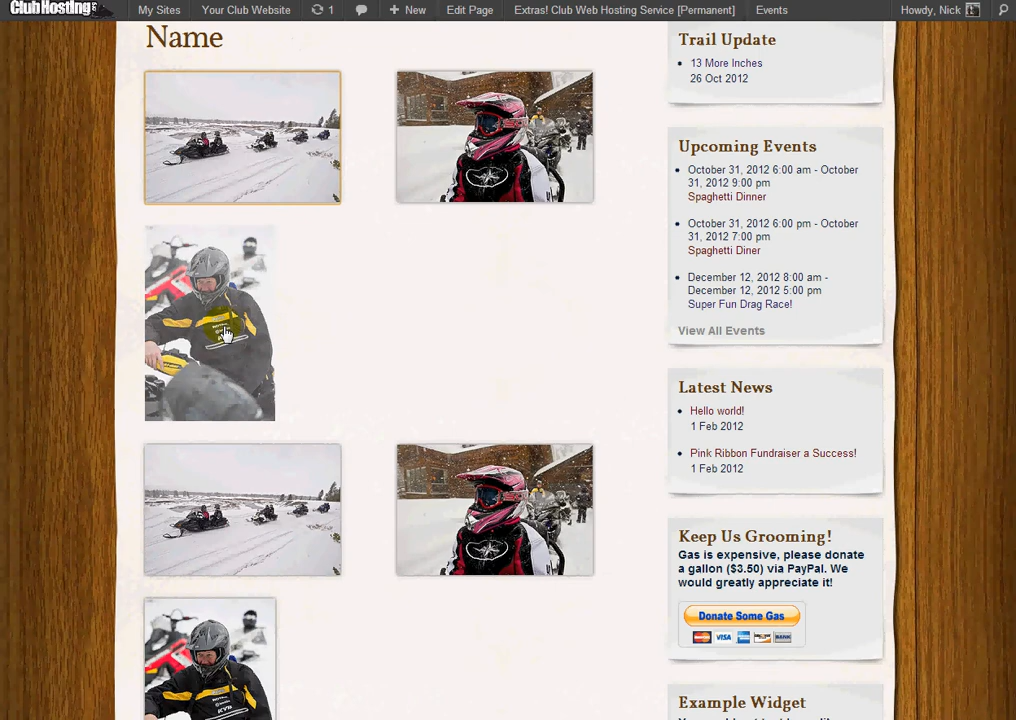 ClubHosting
My Sites
Your Club Website
1
New
Edit Page
Extras! Club Web Hosting Service [Permanent]
Events
Howdy, Nick
Name
Trail Update
13 More Inches
26 Oct 2012
Upcoming Events
October 31, 2012 6:00 am - October
31, 2012 9:00 pm
Spaghetti Dinner
October 31, 2012 6:00 pm - October
31, 2012 7:00 pm
Spaghetti Diner
December 12, 2012 8:00 am -
December 12, 2012 5:00 pm
Super Fun Drag Race!
View All Events
Latest News
Hello world!
1 Feb 2012
Pink Ribbon Fundraiser a Success!
1 Feb 2012
Keep Us Grooming!
Gas is expensive, please donate
a gallon ($3.50) via PayPal. We
would greatly appreciate it!
Donate Some Gas
VISA
BANK
Example Widget